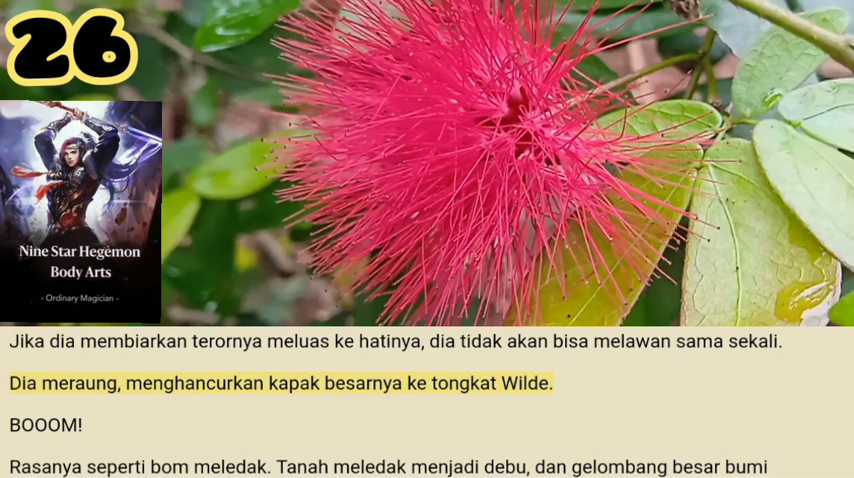 26
Nine Star Hegemon
Body Arts
- Ordinary Magician -
Jika dia membiarkan terornya meluas ke hatinya, dia tidak akan bisa melawan sama sekali.
Dia meraung, menghancurkan kapak besarnya ke tongkat Wilde.
BOOOM!
Rasanya seperti bom meledak. Tanah meledak menjadi debu, dan gelombang besar bumi